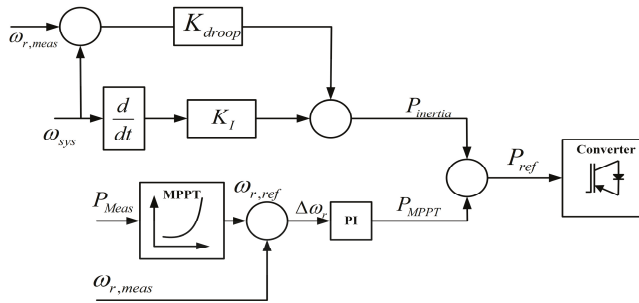 ω_{r,meas}
K_{droop}
ω_{sys}
d/dt
K_I
P_{inertia}
Converter
P_{ref}
P_{Meas}
MPPT
ω_{r,ref}
Δω_r
PI
P_{MPPT}
ω_{r,meas}